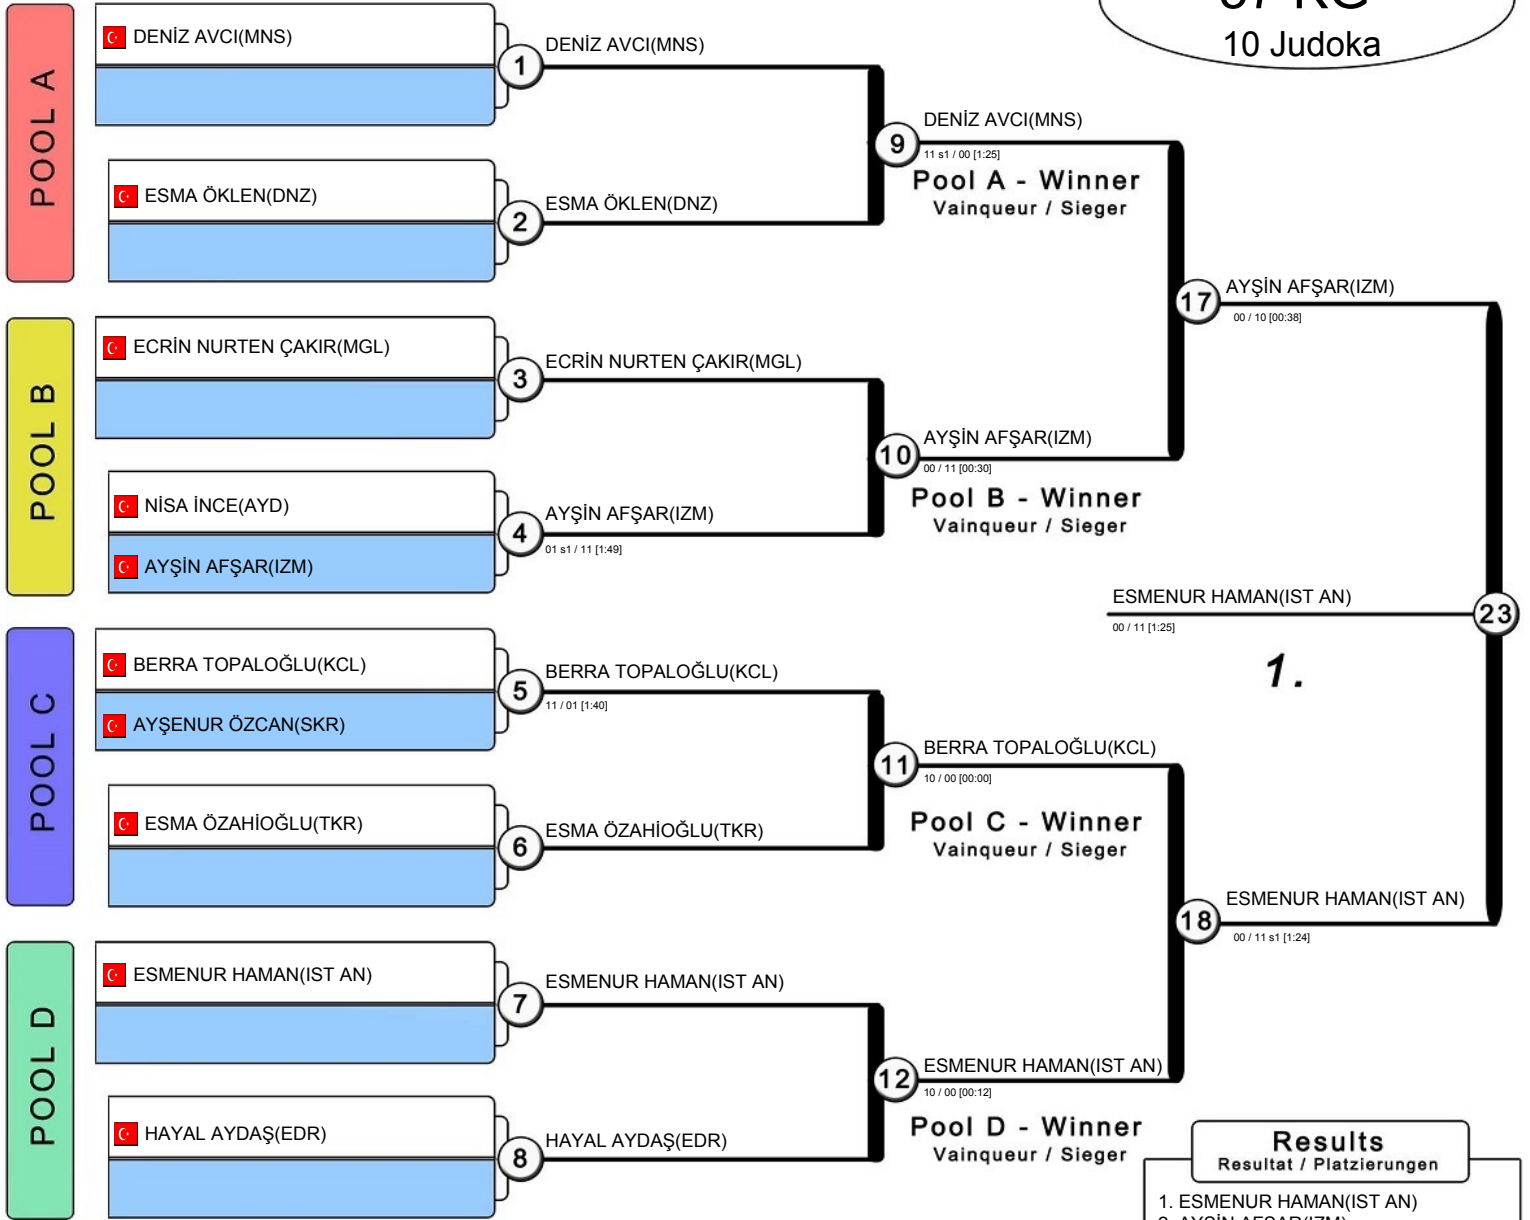 KG
10 Judoka
POOL A
DENİZ AVCI(MNS)
1
DENİZ AVCI(MNS)
ESMA ÖKLEN(DNZ)
2
ESMA ÖKLEN(DNZ)
9
DENİZ AVCI(MNS)
11 s1 / 00 [1:25]
Pool A - Winner
Vainqueur / Sieger
POOL B
ECRİN NURTEN ÇAKIR(MGL)
3
ECRİN NURTEN ÇAKIR(MGL)
NİSA İNCE(AYD)
AYŞİN AFŞAR(IZM)
4
AYŞİN AFŞAR(IZM)
01 s1 / 11 [1:49]
10
AYŞİN AFŞAR(IZM)
00 / 11 [00:30]
Pool B - Winner
Vainqueur / Sieger
17
AYŞİN AFŞAR(IZM)
00 / 10 [00:38]
POOL C
BERRA TOPALOĞLU(KCL)
AYŞENUR ÖZCAN(SKR)
5
BERRA TOPALOĞLU(KCL)
11 / 01 [1:40]
ESMA ÖZAHİOĞLU(TKR)
6
ESMA ÖZAHİOĞLU(TKR)
11
BERRA TOPALOĞLU(KCL)
10 / 00 [00:00]
Pool C - Winner
Vainqueur / Sieger
POOL D
ESMENUR HAMAN(IST AN)
7
ESMENUR HAMAN(IST AN)
HAYAL AYDAŞ(EDR)
8
HAYAL AYDAŞ(EDR)
12
ESMENUR HAMAN(IST AN)
10 / 00 [00:12]
Pool D - Winner
Vainqueur / Sieger
18
ESMENUR HAMAN(IST AN)
00 / 11 s1 [1:24]
ESMENUR HAMAN(IST AN)
00 / 11 [1:25]
23
1.
Results
Resultat / Platzierungen
1. ESMENUR HAMAN(IST AN)
2. AYŞİN AFŞAR(IZM)